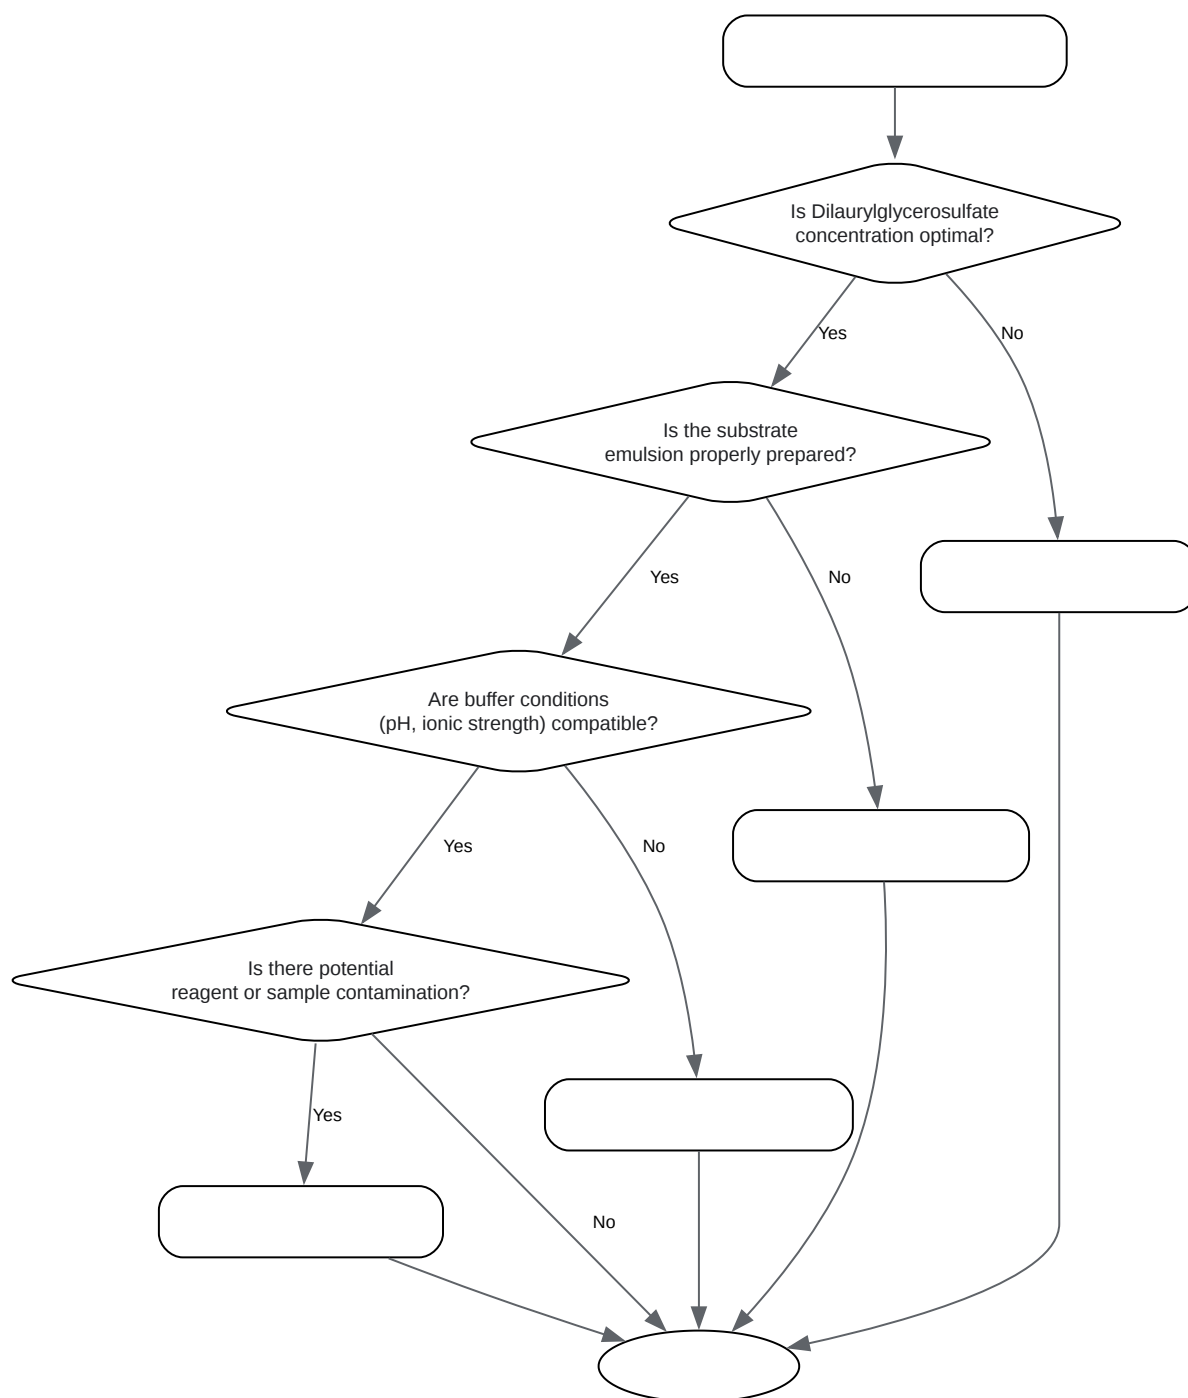 Is Dilaurylglycerosulfate
concentration optimal?
Yes
No
Is the substrate
emulsion properly prepared?
Yes
No
Are buffer conditions
(pH, ionic strength) compatible?
Yes
No
Is there potential
reagent or sample contamination?
Yes
No